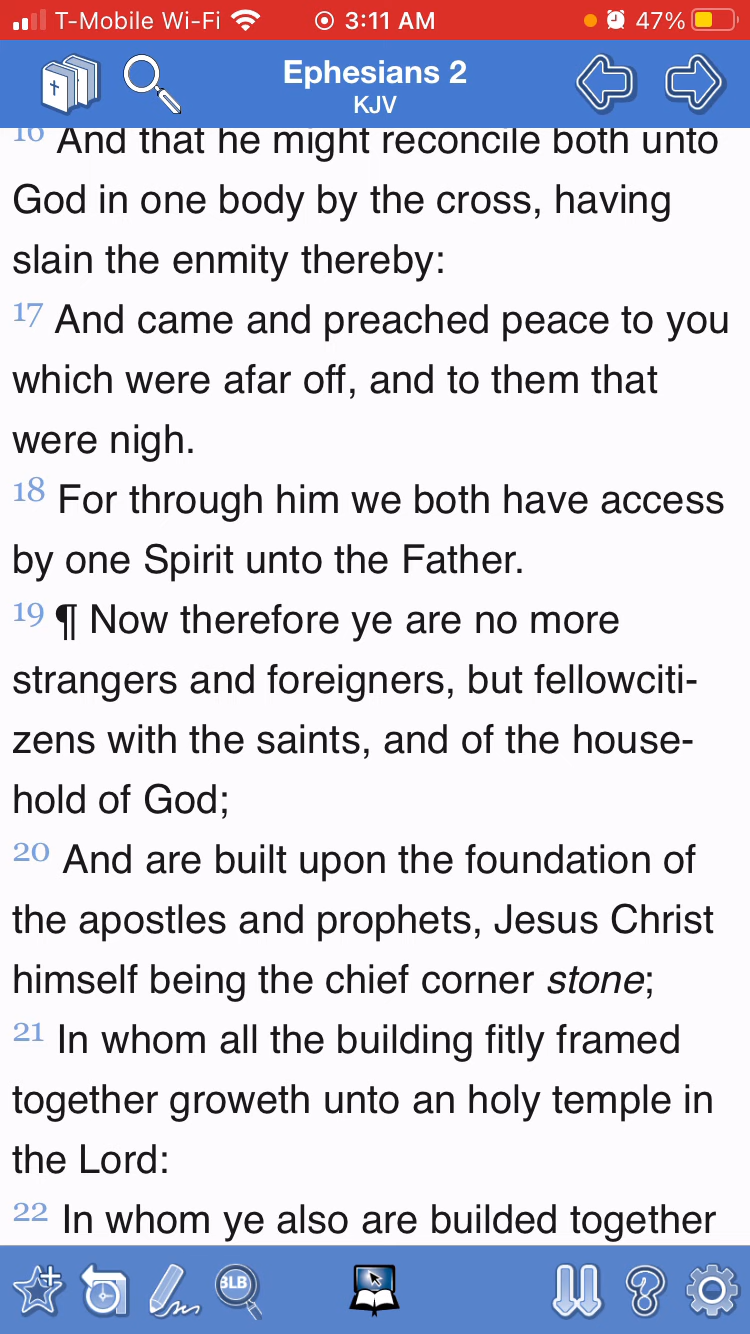 T-Mobile Wi-Fi 3:11 AM 47%
Ephesians 2
KJV
16 And that he might reconcile both unto
God in one body by the cross, having
slain the enmity thereby:
17 And came and preached peace to you
which were afar off, and to them that
were nigh.
18 For through him we both have access
by one Spirit unto the Father.
19 ¶ Now therefore ye are no more
strangers and foreigners, but fellowciti-
zens with the saints, and of the house-
hold of God;
20 And are built upon the foundation of
the apostles and prophets, Jesus Christ
himself being the chief corner stone;
21 In whom all the building fitly framed
together groweth unto an holy temple in
the Lord:
22 In whom ye also are builded together
BLB